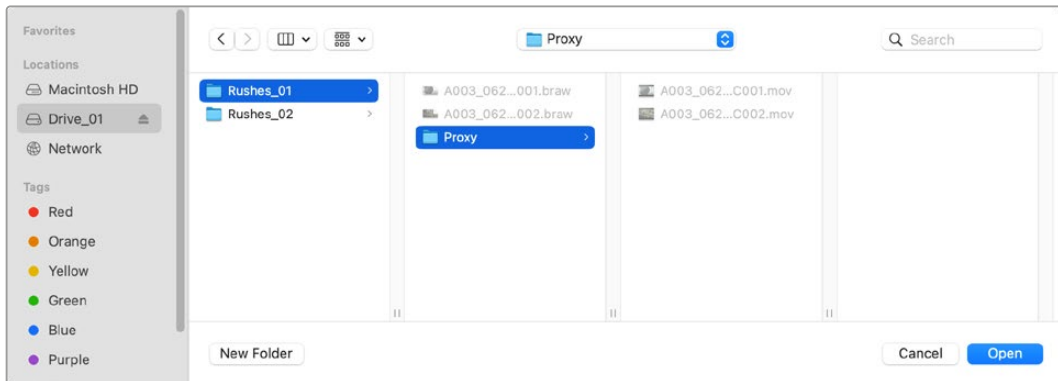 Favorites
Locations
Macintosh HD
Drive_01
Network
Tags
Red
Orange
Yellow
Green
Blue
Purple
Proxy
Search
Rushes_01
Rushes_02
A003_062...001.braw
A003_062...002.braw
Proxy
A003_062...C001.mov
A003_062...C002.mov
New Folder
Cancel
Open